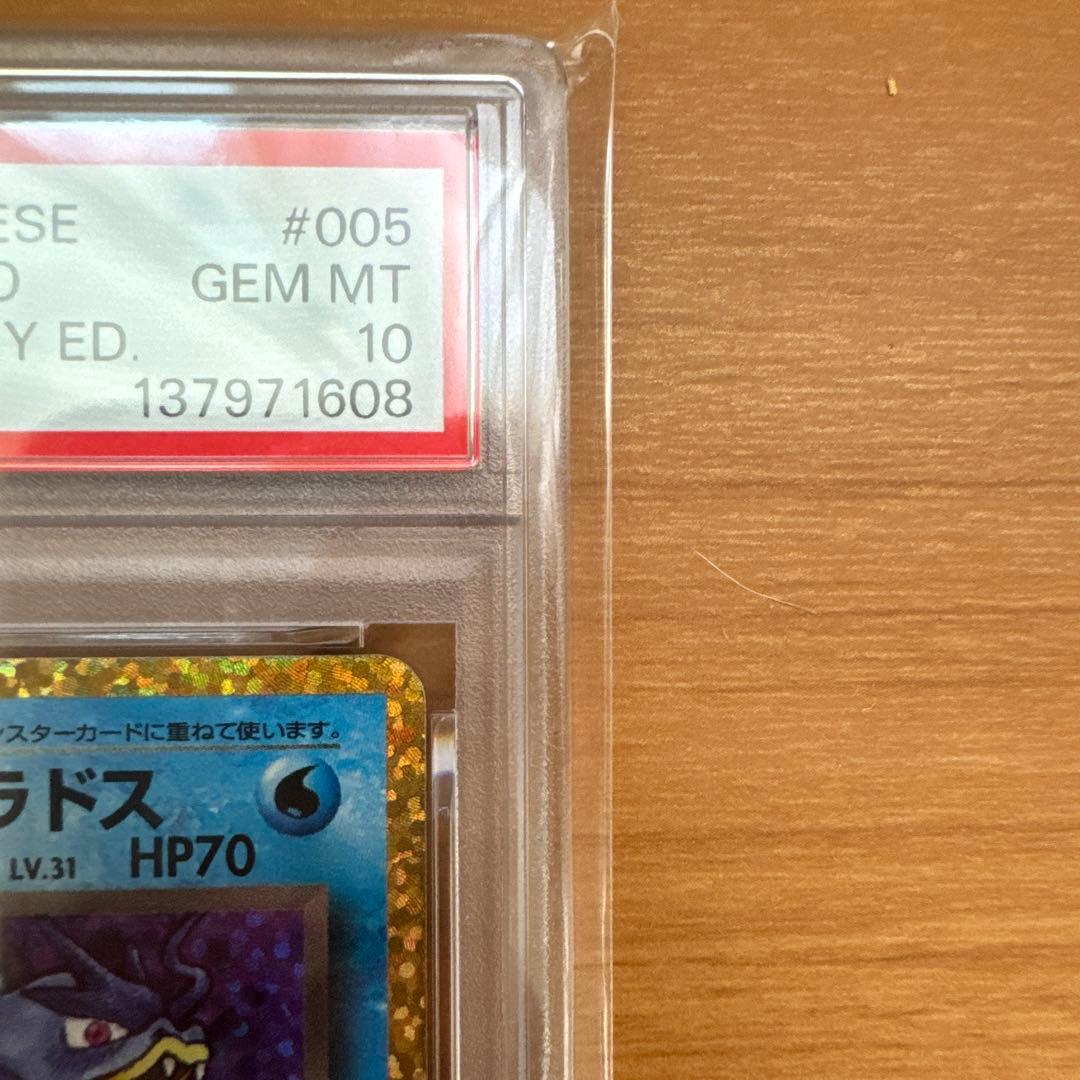 ESE #005
D GEM MT
Y ED. 10
137971608
ンスターカードに重ねて使います。
ラドス
LV.31 HP70